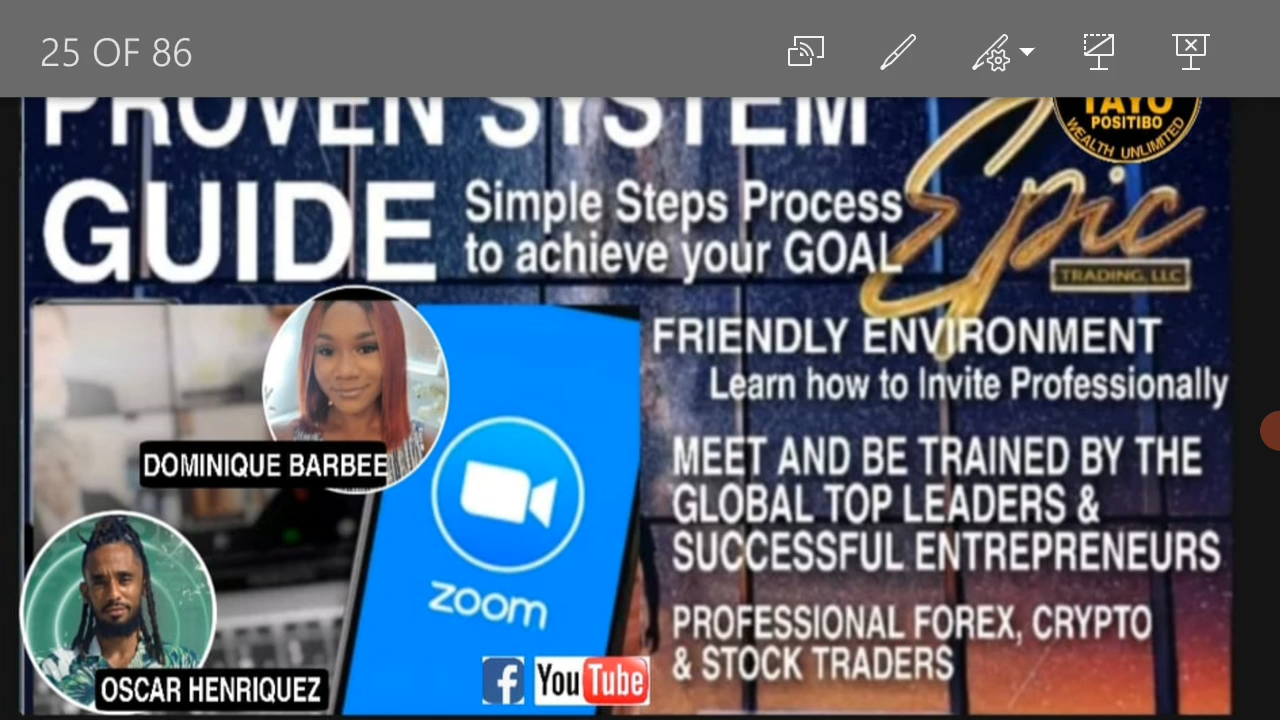 25 OF 86
PROVEN SYSTEM
GUIDE
Simple Steps Process
to achieve your GOAL
TAYO
POSITIBO
WEALTH UNLIMITED
Epic
TRADING, LLC
FRIENDLY ENVIRONMENT
Learn how to Invite Professionally
DOMINIQUE BARBEE
MEET AND BE TRAINED BY THE
GLOBAL TOP LEADERS &
SUCCESSFUL ENTREPRENEURS
zoom
PROFESSIONAL FOREX, CRYPTO
& STOCK TRADERS
f YouTube
OSCAR HENRIQUEZ